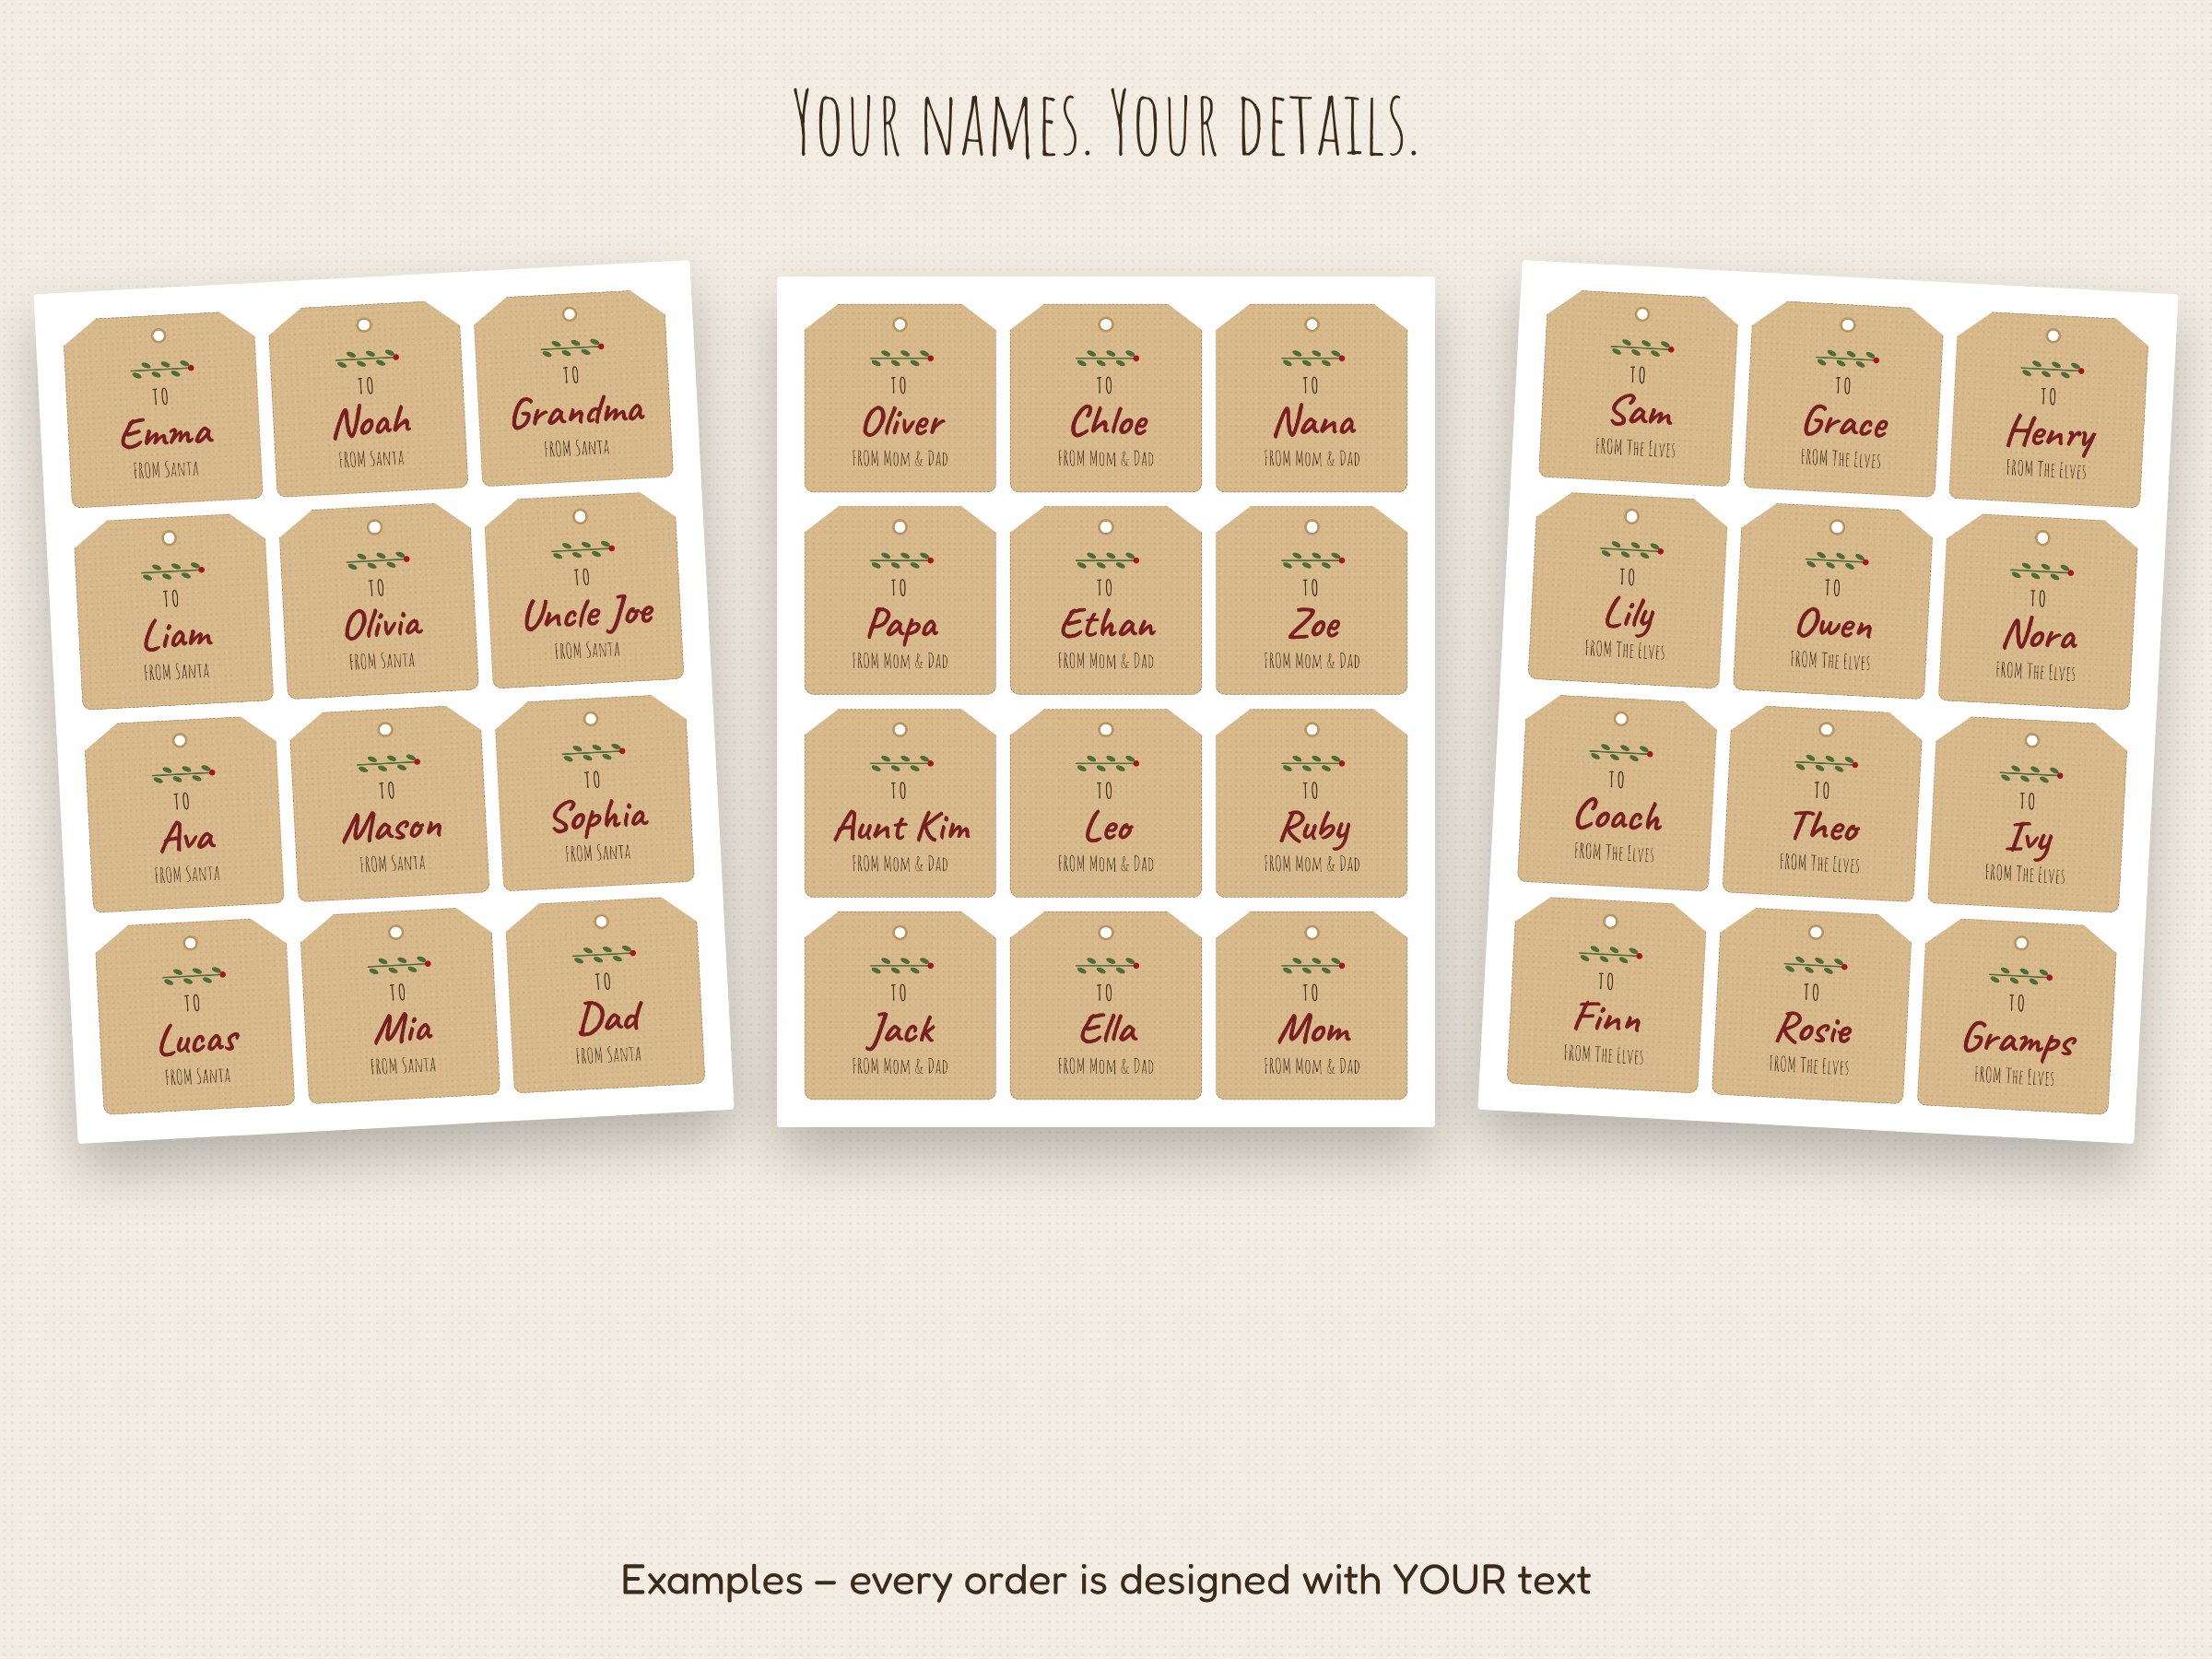 Your names. Your details.
TO
Emma
FROM Santa
TO
Noah
FROM Santa
TO
Grandma
FROM Santa
TO
Liam
FROM Santa
TO
Olivia
FROM Santa
TO
Uncle Joe
FROM Santa
TO
Ava
FROM Santa
TO
Mason
FROM Santa
TO
Sophia
FROM Santa
TO
Lucas
FROM Santa
TO
Mia
FROM Santa
TO
Dad
FROM Santa
TO
Oliver
FROM Mom & Dad
TO
Chloe
FROM Mom & Dad
TO
Nana
FROM Mom & Dad
TO
Papa
FROM Mom & Dad
TO
Ethan
FROM Mom & Dad
TO
Zoe
FROM Mom & Dad
TO
Aunt Kim
FROM Mom & Dad
TO
Leo
FROM Mom & Dad
TO
Ruby
FROM Mom & Dad
TO
Jack
FROM Mom & Dad
TO
Ella
FROM Mom & Dad
TO
Mom
FROM Mom & Dad
TO
Sam
FROM The Elves
TO
Grace
FROM The Elves
TO
Henry
FROM The Elves
TO
Lily
FROM The Elves
TO
Owen
FROM The Elves
TO
Nora
FROM The Elves
TO
Coach
FROM The Elves
TO
Theo
FROM The Elves
TO
Ivy
FROM The Elves
TO
Finn
FROM The Elves
TO
Rosie
FROM The Elves
TO
Gramps
FROM The Elves
Examples – every order is designed with YOUR text